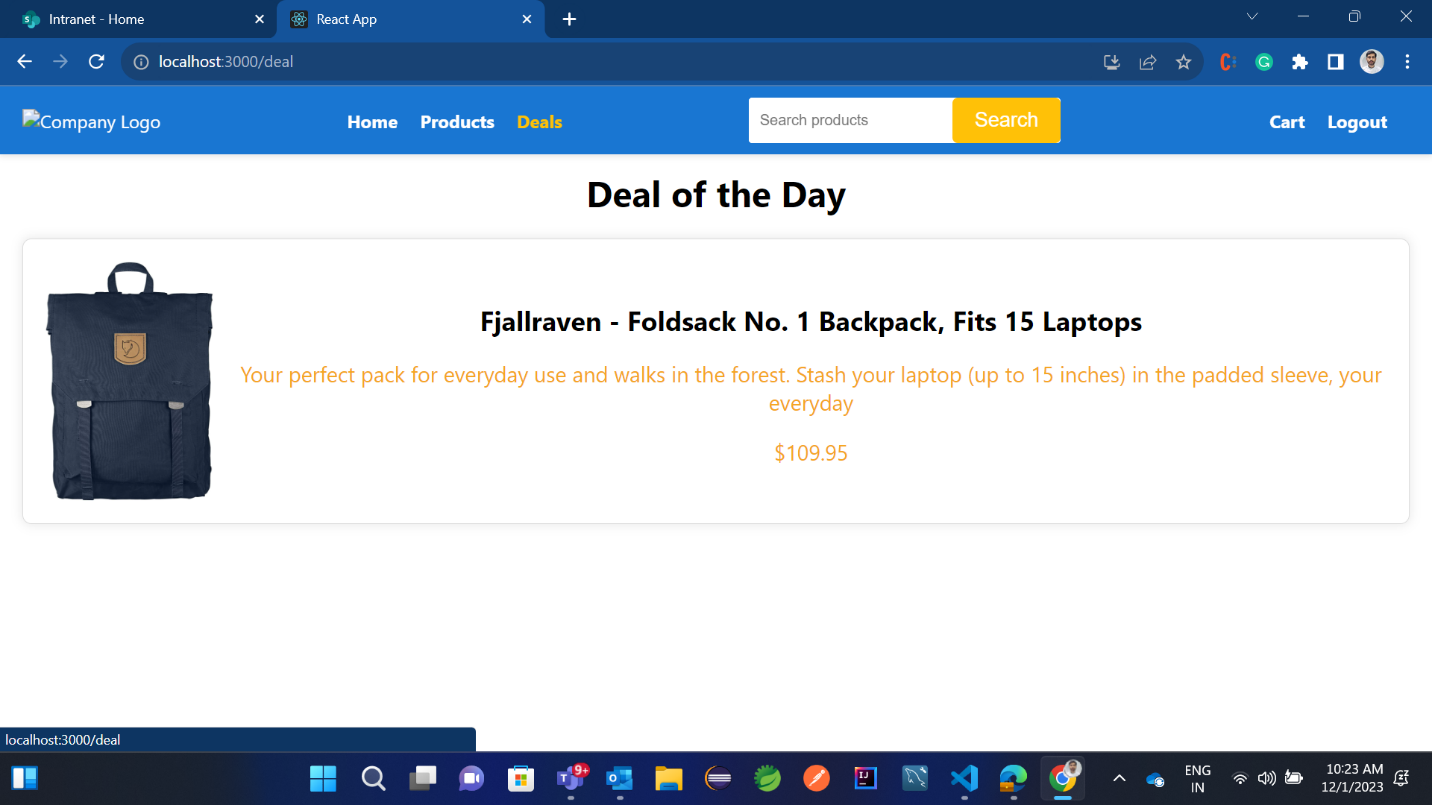 Intranet - Home
React App
localhost:3000/deal
Company Logo
Home
Products
Deals
Search products
Search
Cart
Logout
Deal of the Day
Fjallraven - Foldsack No. 1 Backpack, Fits 15 Laptops
Your perfect pack for everyday use and walks in the forest. Stash your laptop (up to 15 inches) in the padded sleeve, your
everyday
$109.95
localhost:3000/deal
9+
ENG
IN
10:23 AM
12/1/2023